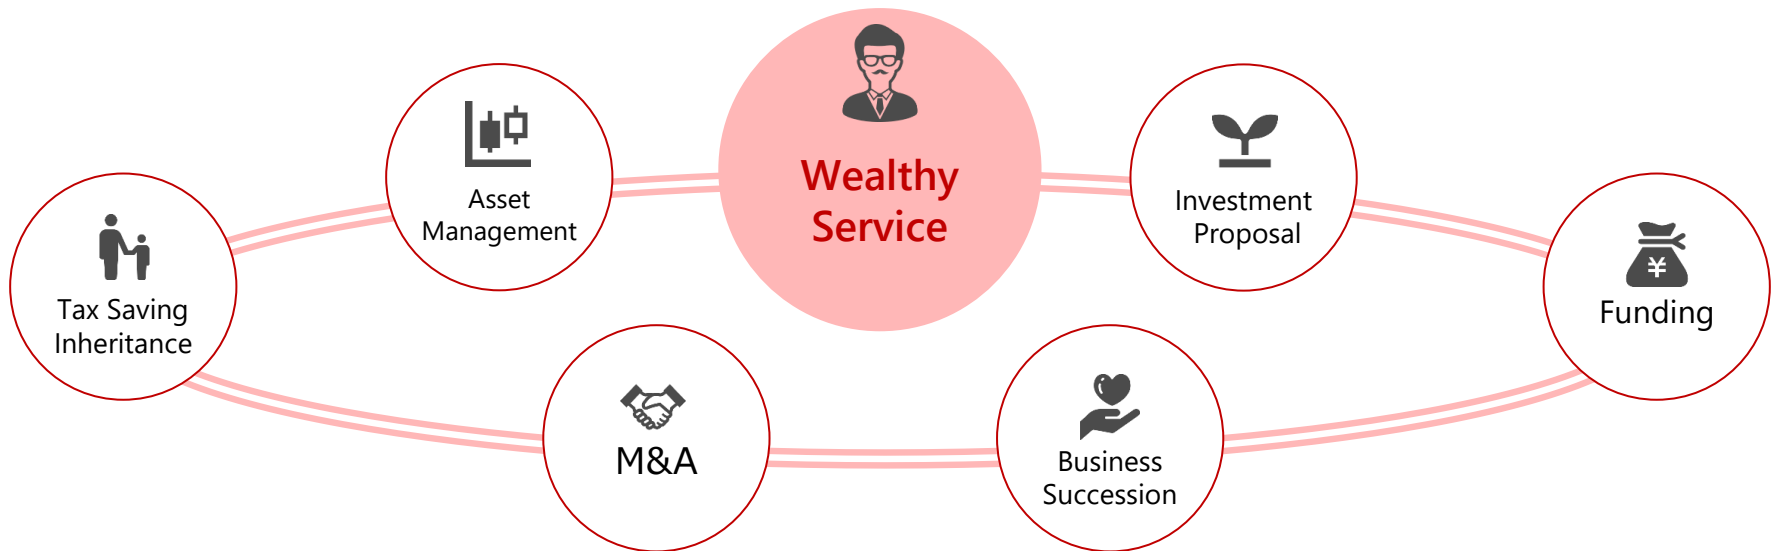 Wealthy
Service
Asset
Management
Investment
Proposal
Tax Saving
Inheritance
¥
Funding
M&A
Business
Succession